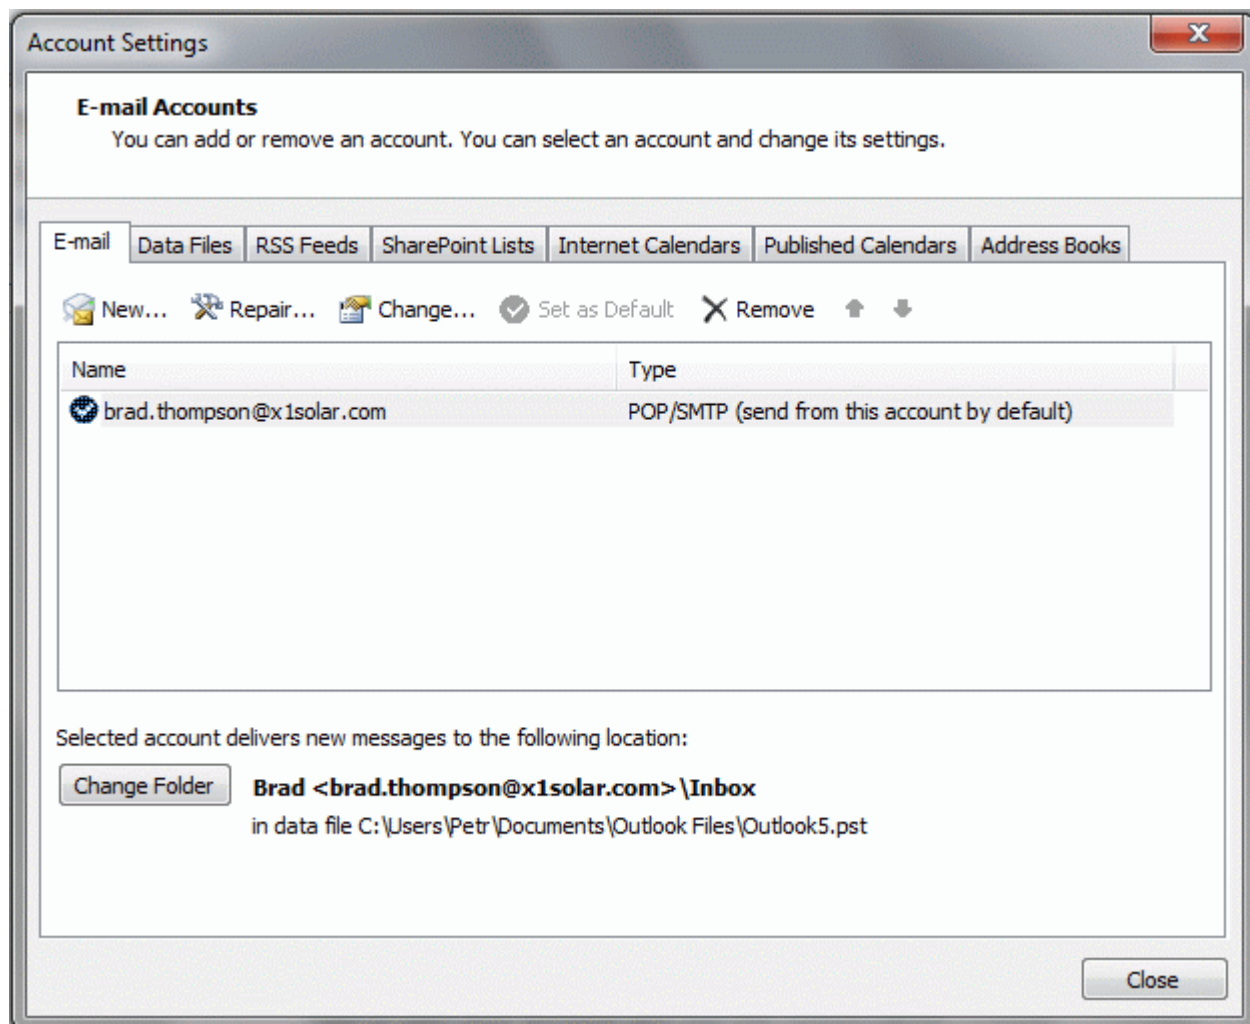 Account Settings
E-mail Accounts
You can add or remove an account. You can select an account and change its settings.
E-mail Data Files RSS Feeds SharePoint Lists Internet Calendars Published Calendars Address Books
New... Repair... Change... Set as Default Remove
Name Type
brad.thompson@x1solar.com POP/SMTP (send from this account by default)
Selected account delivers new messages to the following location:
Change Folder Brad <brad.thompson@x1solar.com>\Inbox
in data file C:\Users\Petr\Documents\Outlook Files\Outlook5.pst
Close